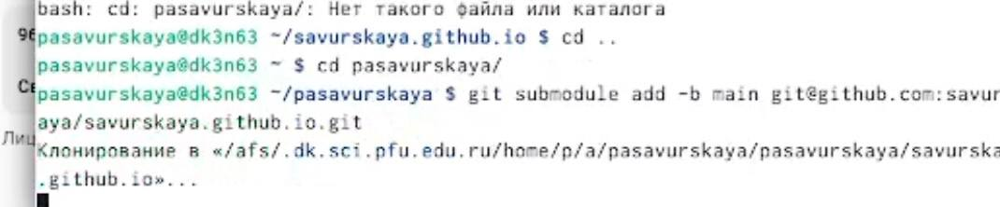 bash: cd: pasavurskaya/: Нет такого файла или каталога
pasavurskaya@dk3n63 ~/savurskaya.github.io $ cd ..
pasavurskaya@dk3n63 ~ $ cd pasavurskaya/
pasavurskaya@dk3n63 ~/pasavurskaya $ git submodule add -b main git@github.com:savur
aya/savurskaya.github.io.git
Клонирование в «/afs/.dk.sci.pfu.edu.ru/home/p/a/pasavurskaya/pasavurskaya/savurska
.github.io»...
96
Се
Лиц